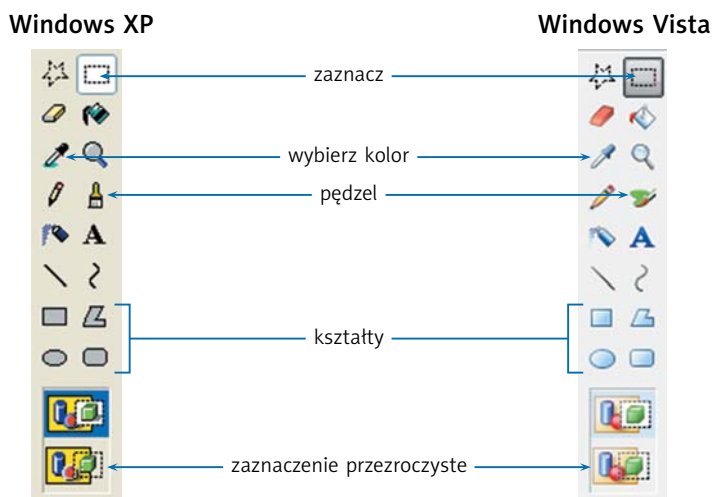 Windows XP
Windows Vista
zaznacz
wybierz kolor
pędzel
A
A
kształty
zaznaczenie przezroczyste